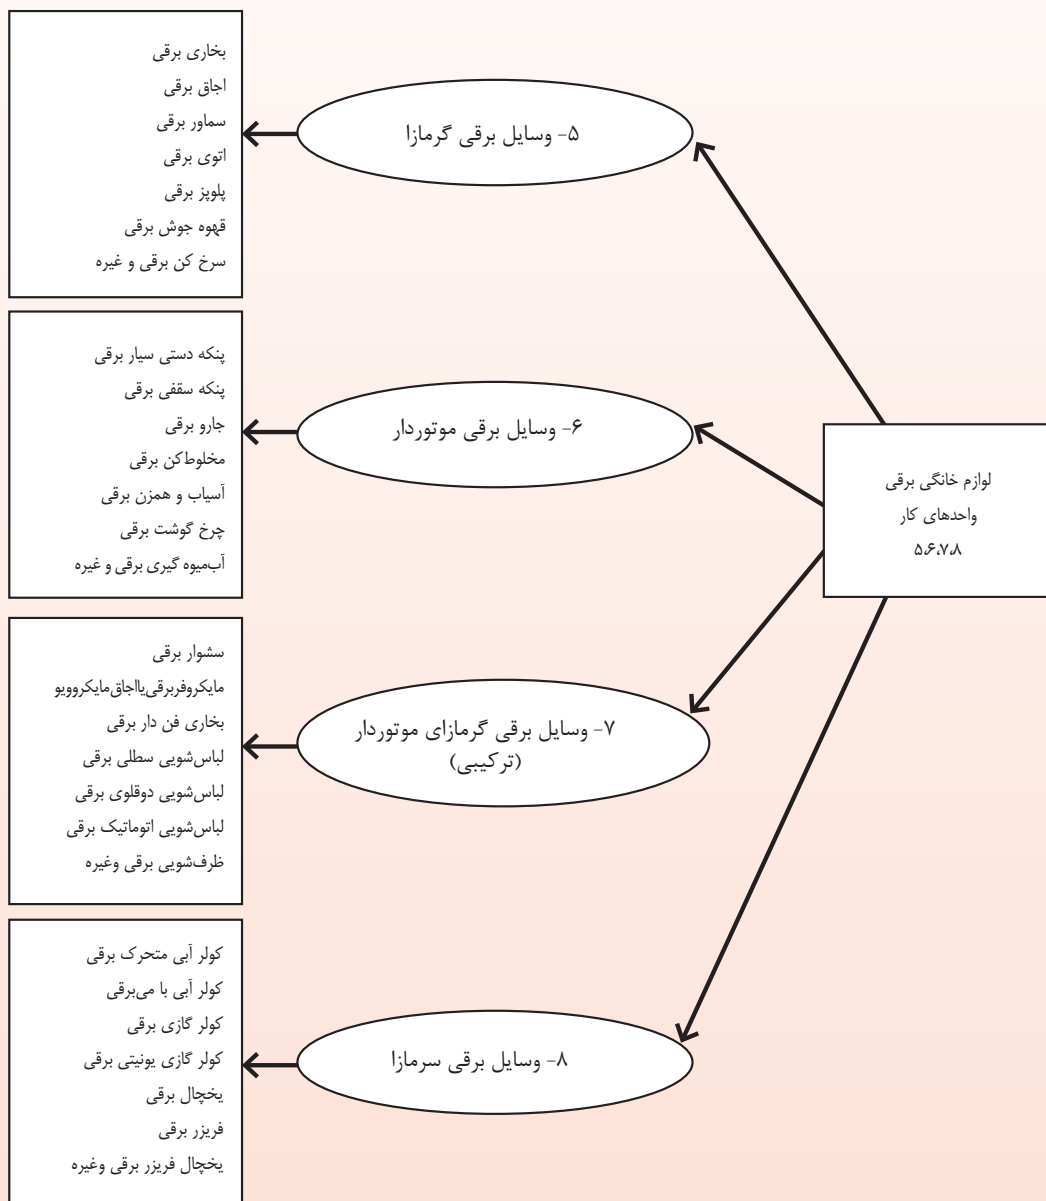 لوازم خانگی برقی
واحدهای کار
۵،۶،۷،۸
۵- وسایل برقی گرمازا
بخاری برقی
اجاق برقی
سماور برقی
اتوی برقی
پلوپز برقی
قهوه جوش برقی
سرخ کن برقی و غیره
۶- وسایل برقی موتوردار
پنکه دستی سیار برقی
پنکه سقفی برقی
جارو برقی
مخلوط‌کن برقی
آسیاب و همزن برقی
چرخ گوشت برقی
آب‌میوه گیری برقی و غیره
۷- وسایل برقی گرمازای موتوردار
(ترکیبی)
سشوار برقی
مایکروفربرقی‌یااجاق‌مایکروویو
بخاری فن دار برقی
لباس‌شویی سطلی برقی
لباس‌شویی دوقلوی برقی
لباس‌شویی اتوماتیک برقی
ظرف‌شویی برقی وغیره
۸- وسایل برقی سرمازا
کولر آبی متحرک برقی
کولر آبی با می‌برقی
کولر گازی برقی
کولر گازی یونیتی برقی
یخچال برقی
فریزر برقی
یخچال فریزر برقی وغیره